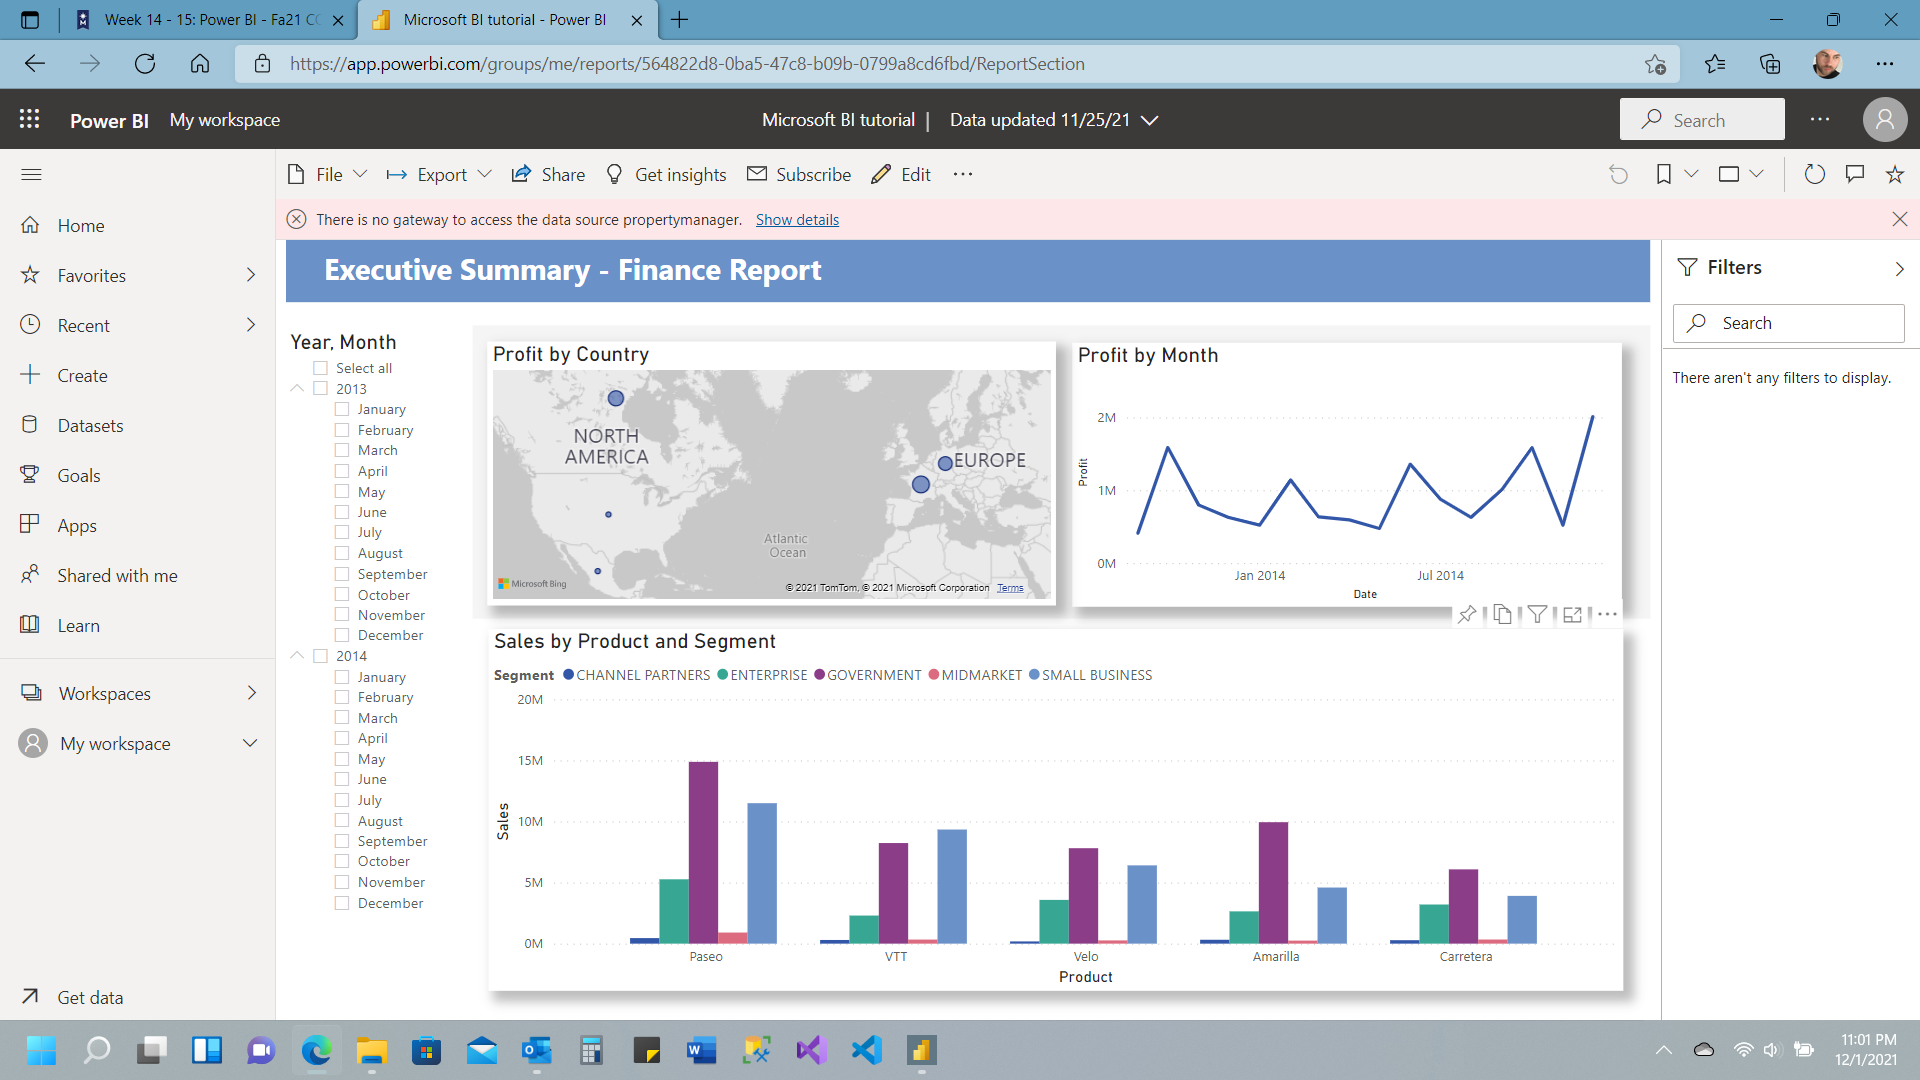 Week 14 - 15: Power BI - Fa21 CO
Microsoft BI tutorial - Power BI
https://app.powerbi.com/groups/me/reports/564822d8-0ba5-47c8-b09b-0799a8cd6fbd/ReportSection
Power BI My workspace
Microsoft BI tutorial | Data updated 11/25/21
Search
File Export Share Get insights Subscribe Edit
There is no gateway to access the data source propertymanager. Show details
Home
Favorites
Recent
Create
Datasets
Goals
Apps
Shared with me
Learn
Workspaces
My workspace
Get data
Executive Summary - Finance Report
Year, Month
Select all
2013
January
February
March
April
May
June
July
August
September
October
November
December
2014
January
February
March
April
May
June
July
August
September
October
November
December
Profit by Country
NORTH
AMERICA
EUROPE
Atlantic
Ocean
Microsoft Bing
© 2021 TomTom, © 2021 Microsoft Corporation Terms
Profit by Month
Profit
2M
1M
0M
Jan 2014 Jul 2014
Date
Sales by Product and Segment
Segment CHANNEL PARTNERS ENTERPRISE GOVERNMENT MIDMARKET SMALL BUSINESS
Sales
20M
15M
10M
5M
0M
Paseo VTT Velo Amarilla Carretera
Product
Filters
Search
There aren't any filters to display.
11:01 PM
12/1/2021